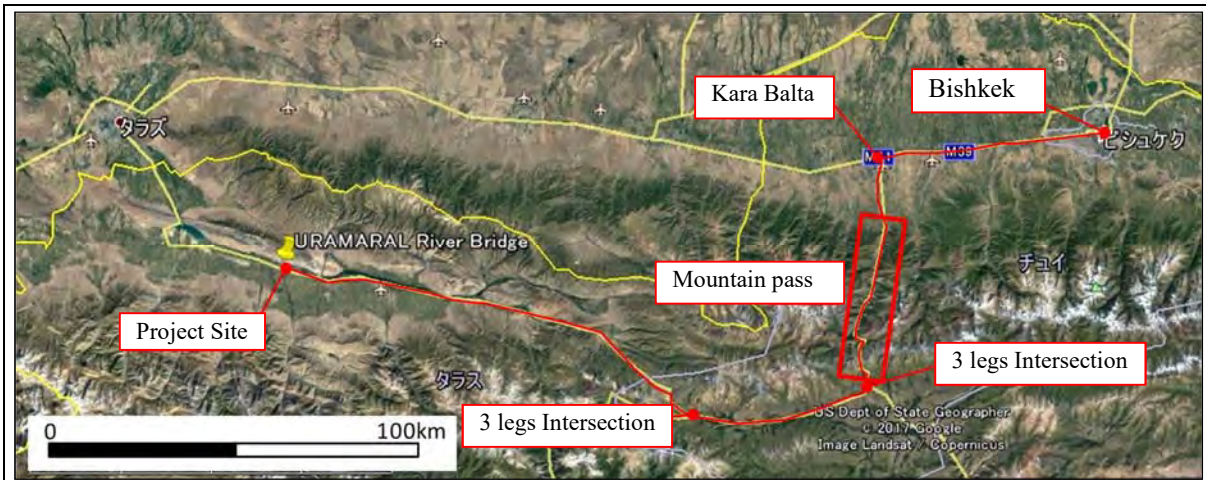 Kara Balta
Bishkek
タラズ
ビシュケク
M39
URAMARAL River Bridge
チュイ
Mountain pass
Project Site
3 legs Intersection
タラス
3 legs Intersection
US Dept of State Geographer
© 2017 Google
Image Landsat / Copernicus
0
100km